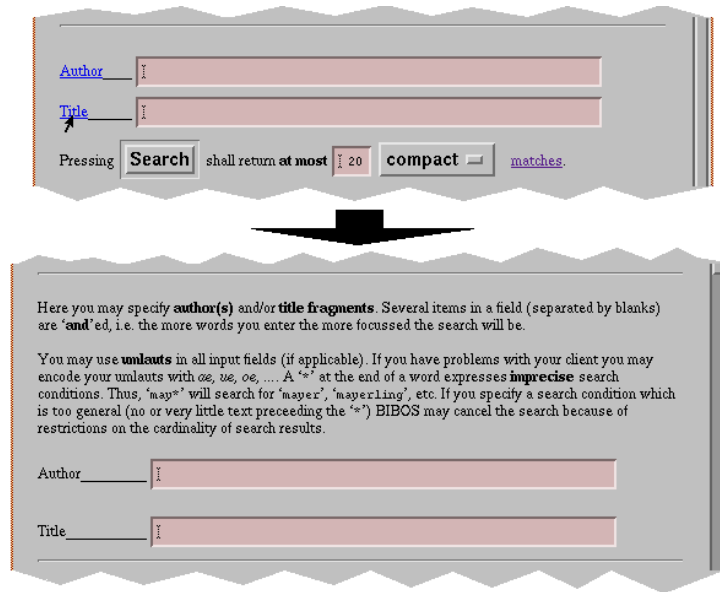 Author
Title
Pressing Search shall return at most 20 compact matches.
Here you may specify author(s) and/or title fragments. Several items in a field (separated by blanks)
are ‘and’ed, i.e. the more words you enter the more focussed the search will be.
You may use umlauts in all input fields (if applicable). If you have problems with your client you may
encode your umlauts with ae, ue, oe, .... A ‘*’ at the end of a word expresses imprecise search
conditions. Thus, ‘may*’ will search for ‘mayer’, ‘mayerling’, etc. If you specify a search condition which
is too general (no or very little text preceeding the ‘*’) BIBOS may cancel the search because of
restrictions on the cardinality of search results.
Author
Title